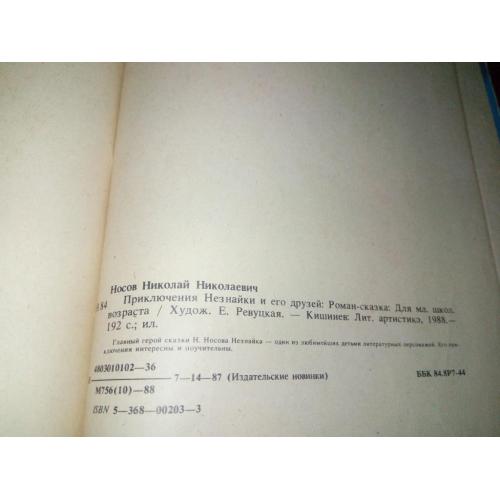 Носов Николай Николаевич
Н 84 Приключения Незнайки и его друзей: Роман-сказка: Для мл. школ.
возраста / Худож. Е. Ревуцкая. — Кишинев: Лит. артистикэ, 1988.—
192 с.; ил.
Главный герой сказки Н. Носова Незнайка — один из любимейших детьми литературных персонажей. Его при-
ключения интересны и поучительны.
4803010102—36
7—14—87 (Издательские новинки)
ББК 84.8Р7-44
М756(10)—88
ISBN 5—368—00203—3